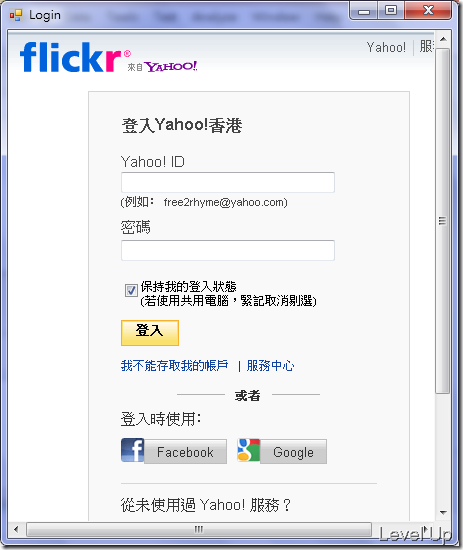 Login
Yahoo!
服
flickr®
來自 YAHOO!
登入Yahoo!香港
Yahoo! ID
(例如： free2rhyme@yahoo.com)
密碼
保持我的登入狀態
(若使用共用電腦，緊記取消剔選)
登入
我不能存取我的帳戶 | 服務中心
或者
登入時使用:
Facebook
Google
從未使用過 Yahoo! 服務？
Level Up